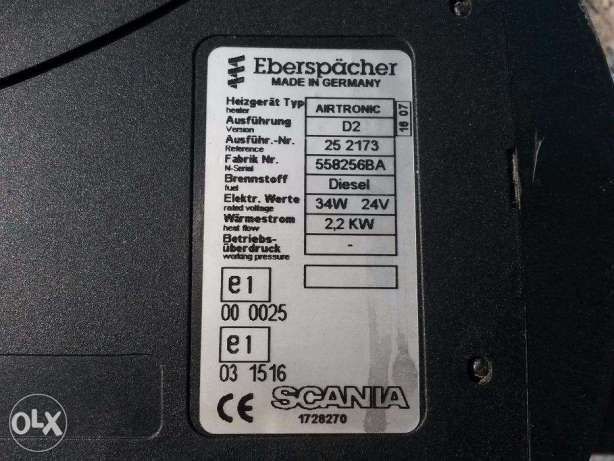 Eberspächer
MADE IN GERMANY
Heizgerät Typ AIRTRONIC
heater
Ausführung D2
Version
Ausführ.-Nr. 25 2173
Reference
Fabrik Nr. 558256BA
N-Serial
Brennstoff Diesel
fuel
Elektr. Werte 34W 24V
rated voltage
Wärmestrom 2,2 KW
heat flow
Betriebs-
überdruck -
working pressure
16 07
e1
00 0025
e1
03 1516
CE SCANIA
1728270
OLX